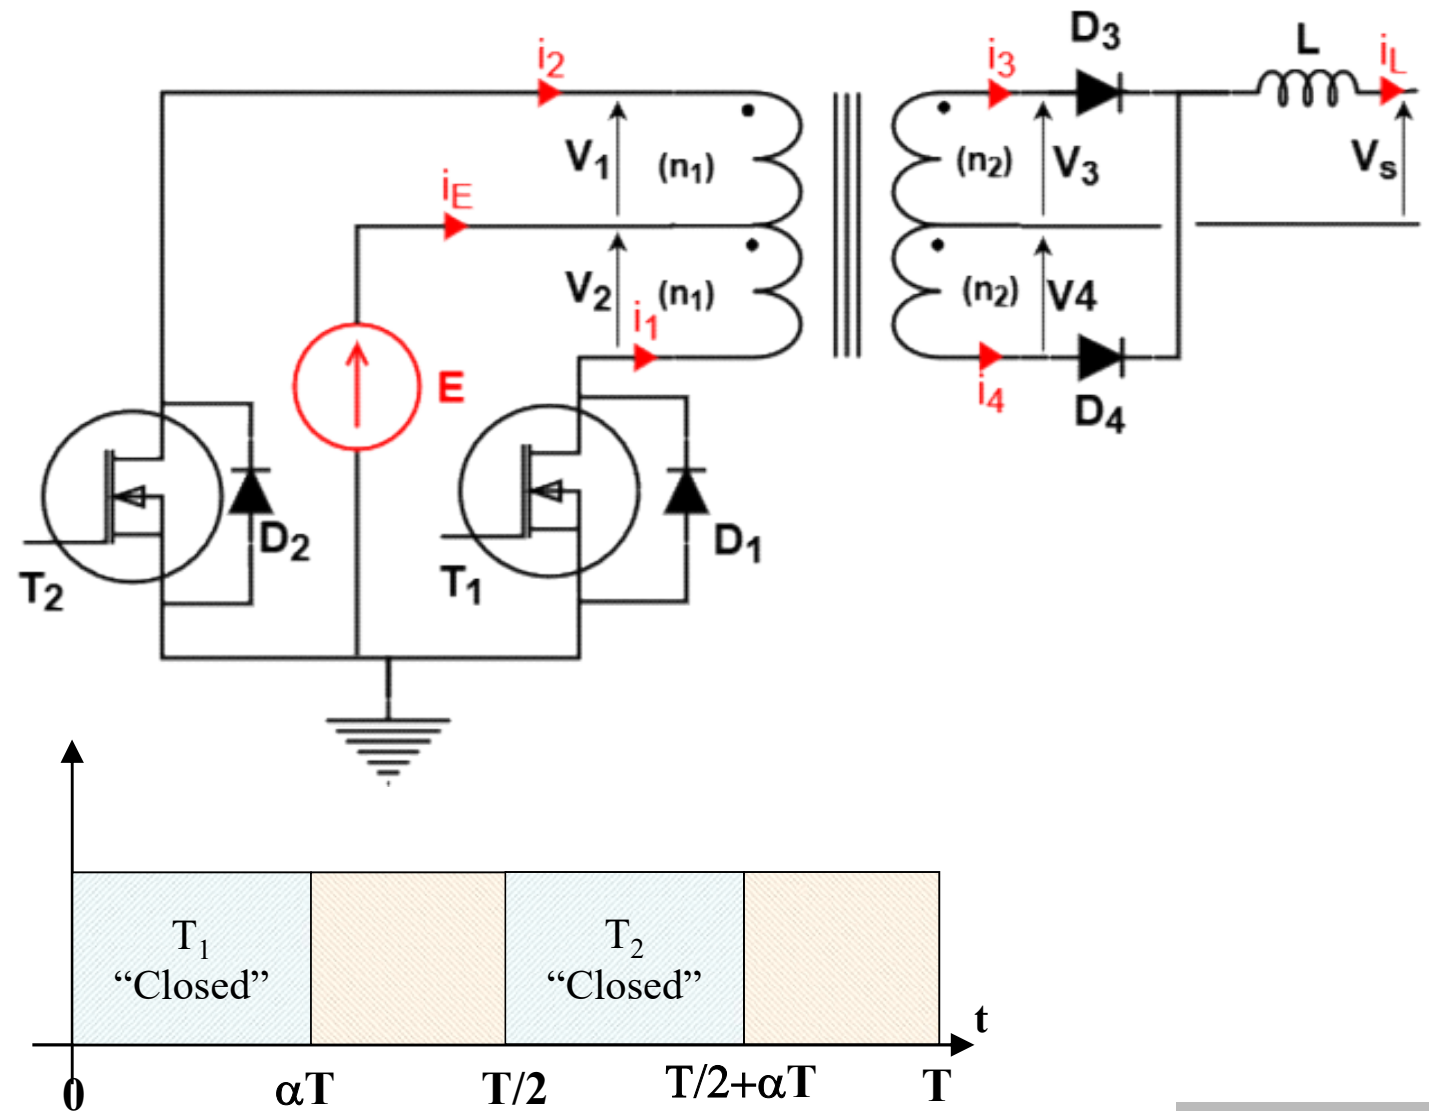 D3
L
i2
i3
iL
V1
(n1)
(n2)
V3
Vs
iE
V2
(n1)
(n2)
V4
i1
E
i4
D4
D2
D1
T2
T1
T1
“Closed”
T2
“Closed”
t
0
αT
T/2
T/2+αT
T